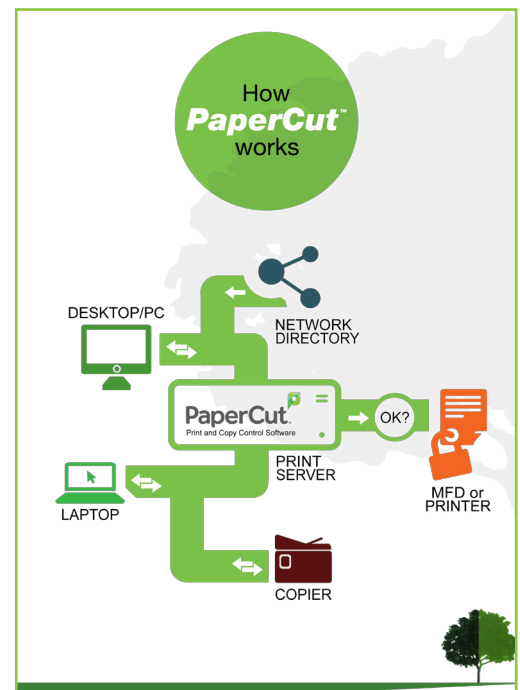 How
PaperCut™
works
DESKTOP/PC
NETWORK
DIRECTORY
PaperCut™
Print and Copy Control Software
OK?
PRINT
SERVER
MFD or
PRINTER
LAPTOP
COPIER